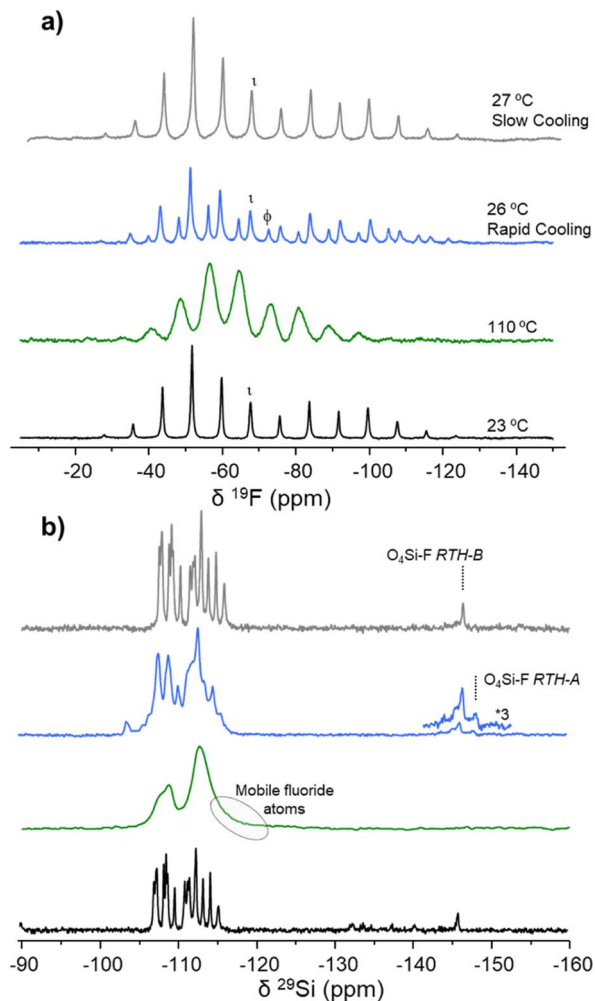 a)
ι
27 °C
Slow Cooling
ι
ϕ
26 °C
Rapid Cooling
110 °C
ι
23 °C
-20 -40 -60 -80 -100 -120 -140
δ ¹⁹F (ppm)
b)
O₄Si-F RTH-B
O₄Si-F RTH-A
*3
Mobile fluoride
atoms
-90 -100 -110 -120 -130 -140 -150 -160
δ ²⁹Si (ppm)